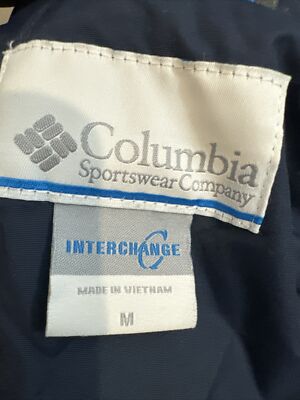 Columbia
Sportswear Company
INTERCHANGE
MADE IN VIETNAM
M